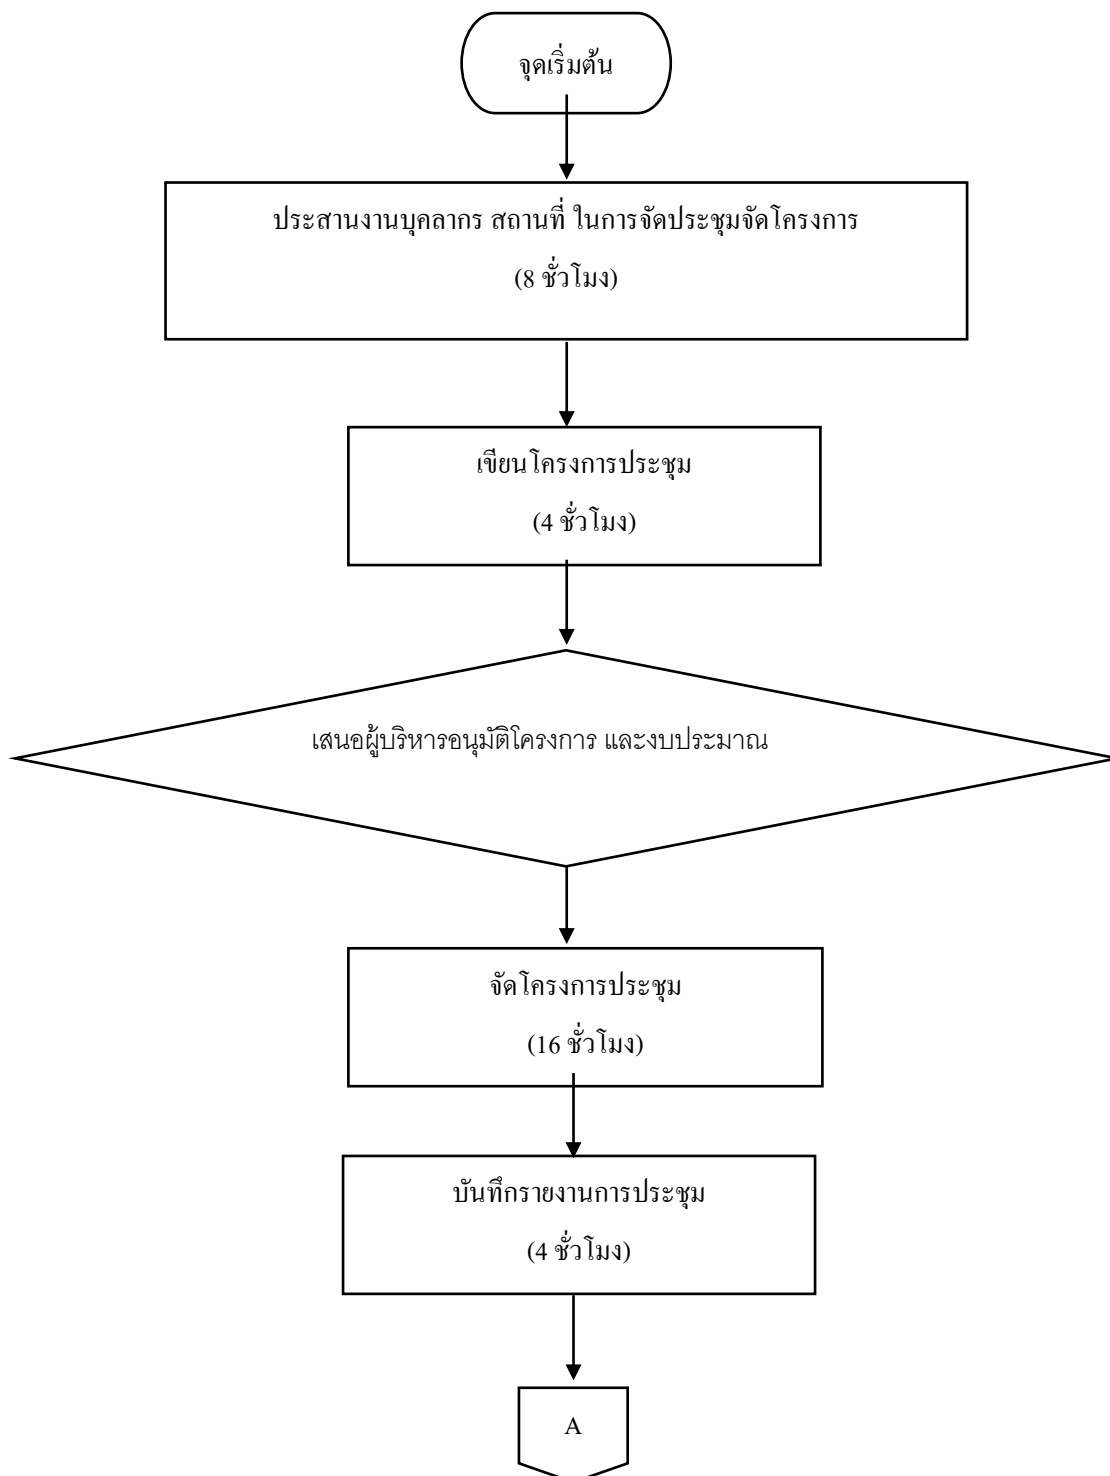 จุดเริ่มต้น
ประสานงานบุคลากร สถานที่ ในการจัดประชุมจัดโครงการ
(8 ชั่วโมง)
เขียนโครงการประชุม
(4 ชั่วโมง)
เสนอผู้บริหารอนุมัติโครงการ และงบประมาณ
จัดโครงการประชุม
(16 ชั่วโมง)
บันทึกรายงานการประชุม
(4 ชั่วโมง)
A